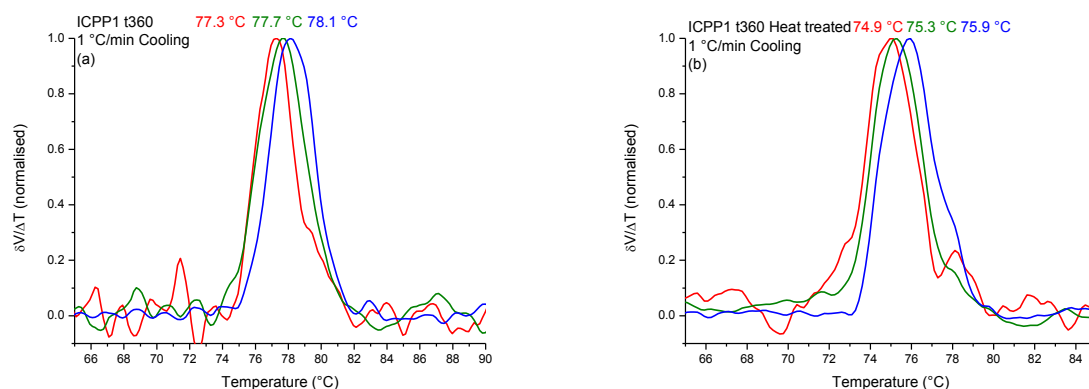 ICPP1 t360 77.3 °C 77.7 °C 78.1 °C
1 °C/min Cooling
(a)
1.0
0.8
0.6
0.4
0.2
0.0
δV/ΔT (normalised)
66 68 70 72 74 76 78 80 82 84 86 88 90
Temperature (°C)
ICPP1 t360 Heat treated 74.9 °C 75.3 °C 75.9 °C
1 °C/min Cooling
(b)
1.0
0.8
0.6
0.4
0.2
0.0
δV/ΔT (normalised)
66 68 70 72 74 76 78 80 82 84
Temperature (°C)